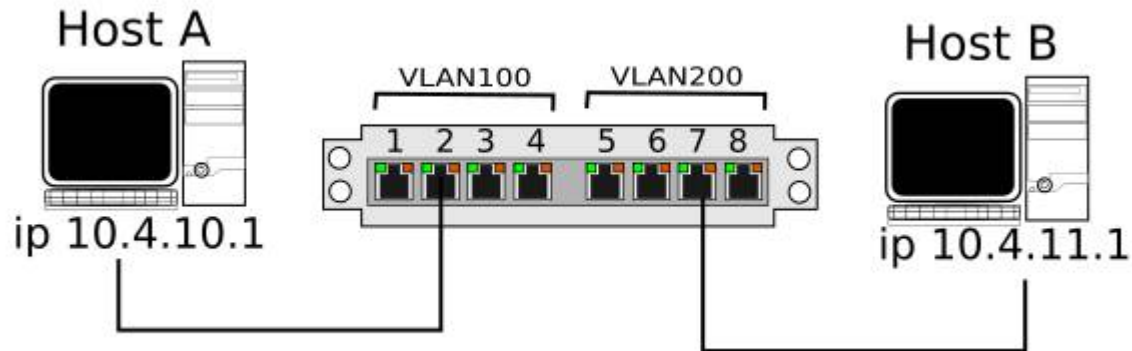 Host A
ip 10.4.10.1
VLAN100 VLAN200
1 2 3 4 5 6 7 8
Host B
ip 10.4.11.1